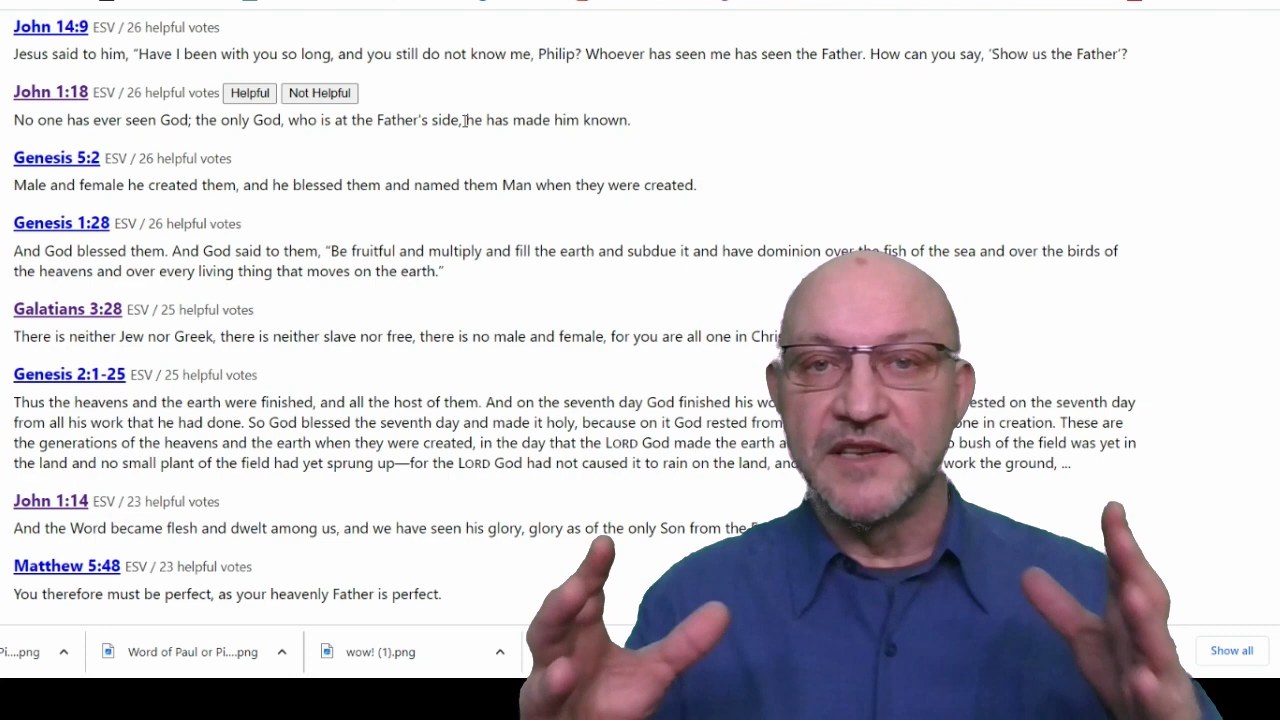 John 14:9 ESV / 26 helpful votes
Jesus said to him, “Have I been with you so long, and you still do not know me, Philip? Whoever has seen me has seen the Father. How can you say, ‘Show us the Father’?
John 1:18 ESV / 26 helpful votes Helpful Not Helpful
No one has ever seen God; the only God, who is at the Father's side, he has made him known.
Genesis 5:2 ESV / 26 helpful votes
Male and female he created them, and he blessed them and named them Man when they were created.
Genesis 1:28 ESV / 26 helpful votes
And God blessed them. And God said to them, “Be fruitful and multiply and fill the earth and subdue it and have dominion over the fish of the sea and over the birds of
the heavens and over every living thing that moves on the earth.”
Galatians 3:28 ESV / 25 helpful votes
There is neither Jew nor Greek, there is neither slave nor free, there is no male and female, for you are all one in
Genesis 2:1-25 ESV / 25 helpful votes
Thus the heavens and the earth were finished, and all the host of them. And on the seventh day God finished his on the seventh day
from all his work that he had done. So God blessed the seventh day and made it holy, because on it God rested from in creation. These are
the generations of the heavens and the earth when they were created, in the day that the LORD God made the earth bush of the field was yet in
the land and no small plant of the field had yet sprung up—for the LORD God had not caused it to rain on the land, work the ground, ...
John 1:14 ESV / 23 helpful votes
And the Word became flesh and dwelt among us, and we have seen his glory, glory as of the only Son from the
Matthew 5:48 ESV / 23 helpful votes
You therefore must be perfect, as your heavenly Father is perfect.
Pi....png Word of Paul or Pi....png wow! (1).png Show all